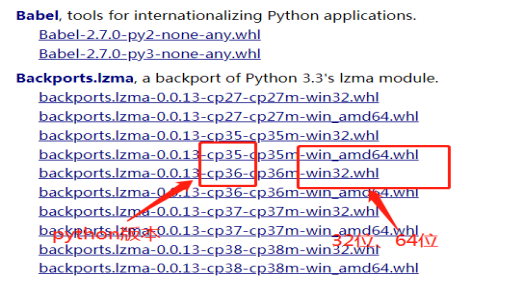 Babel, tools for internationalizing Python applications.
Babel-2.7.0-py2-none-any.whl
Babel-2.7.0-py3-none-any.whl
Backports.lzma, a backport of Python 3.3's lzma module.
backports.lzma-0.0.13-cp27-cp27m-win32.whl
backports.lzma-0.0.13-cp27-cp27m-win_amd64.whl
backports.lzma-0.0.13-cp35-cp35m-win32.whl
backports.lzma-0.0.13-cp35-cp35m-win_amd64.whl
backports.lzma-0.0.13-cp36-cp36m-win32.whl
backports.lzma-0.0.13-cp36-cp36m-win_amd64.whl
backports.lzma-0.0.13-cp37-cp37m-win32.whl
backports.lzma-0.0.13-cp37-cp37m-win_amd64.whl
python版本
32位、64位
backports.lzma-0.0.13-cp38-cp38m-win32.whl
backports.lzma-0.0.13-cp38-cp38m-win_amd64.whl